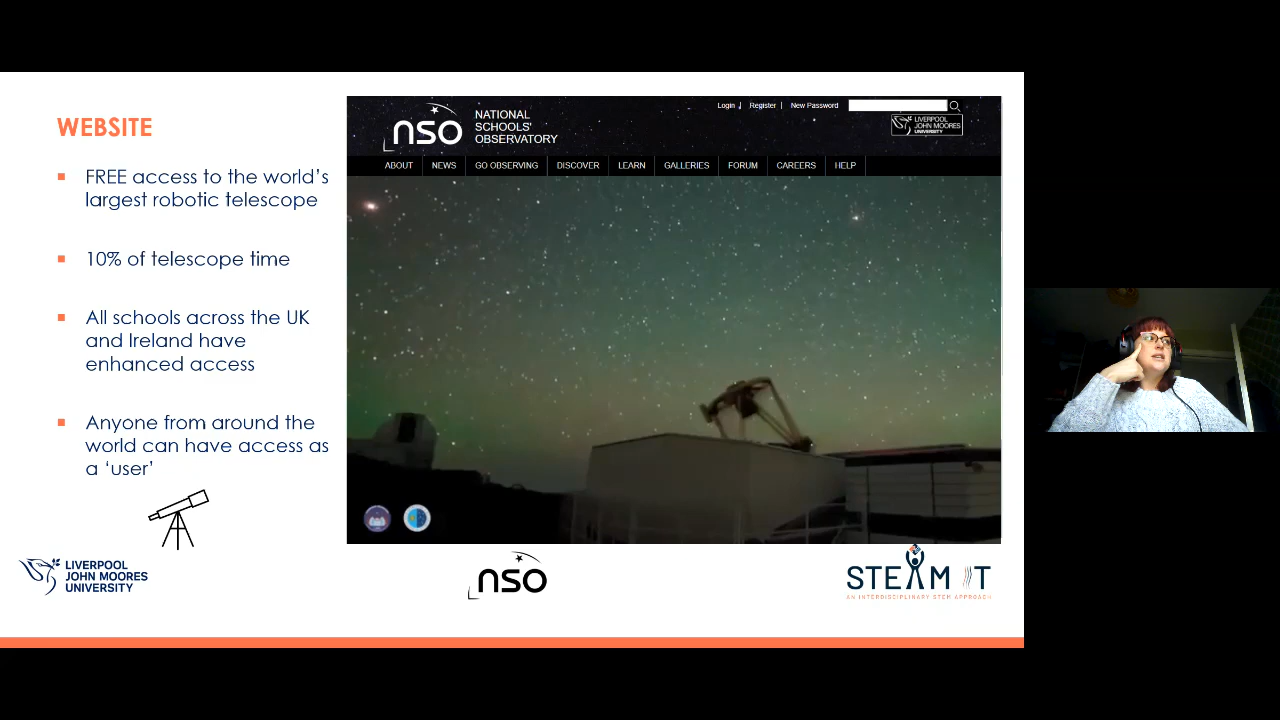 WEBSITE
FREE access to the world's
largest robotic telescope
10% of telescope time
All schools across the UK
and Ireland have
enhanced access
Anyone from around the
world can have access as
a 'user'
Login | Register | New Password
nso
NATIONAL
SCHOOLS'
OBSERVATORY
LIVERPOOL
JOHN MOORES
UNIVERSITY
ABOUT NEWS GO OBSERVING DISCOVER LEARN GALLERIES FORUM CAREERS HELP
LIVERPOOL
JOHN MOORES
UNIVERSITY
nso
STEAM IT
AN INTERDISCIPLINARY STEM APPROACH